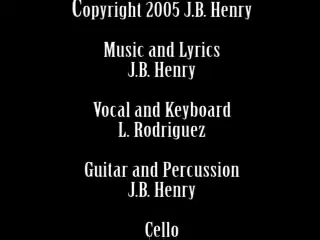 Copyright 2005 J.B. Henry
Music and Lyrics
J.B. Henry
Vocal and Keyboard
L. Rodriguez
Guitar and Percussion
J.B. Henry
Cello